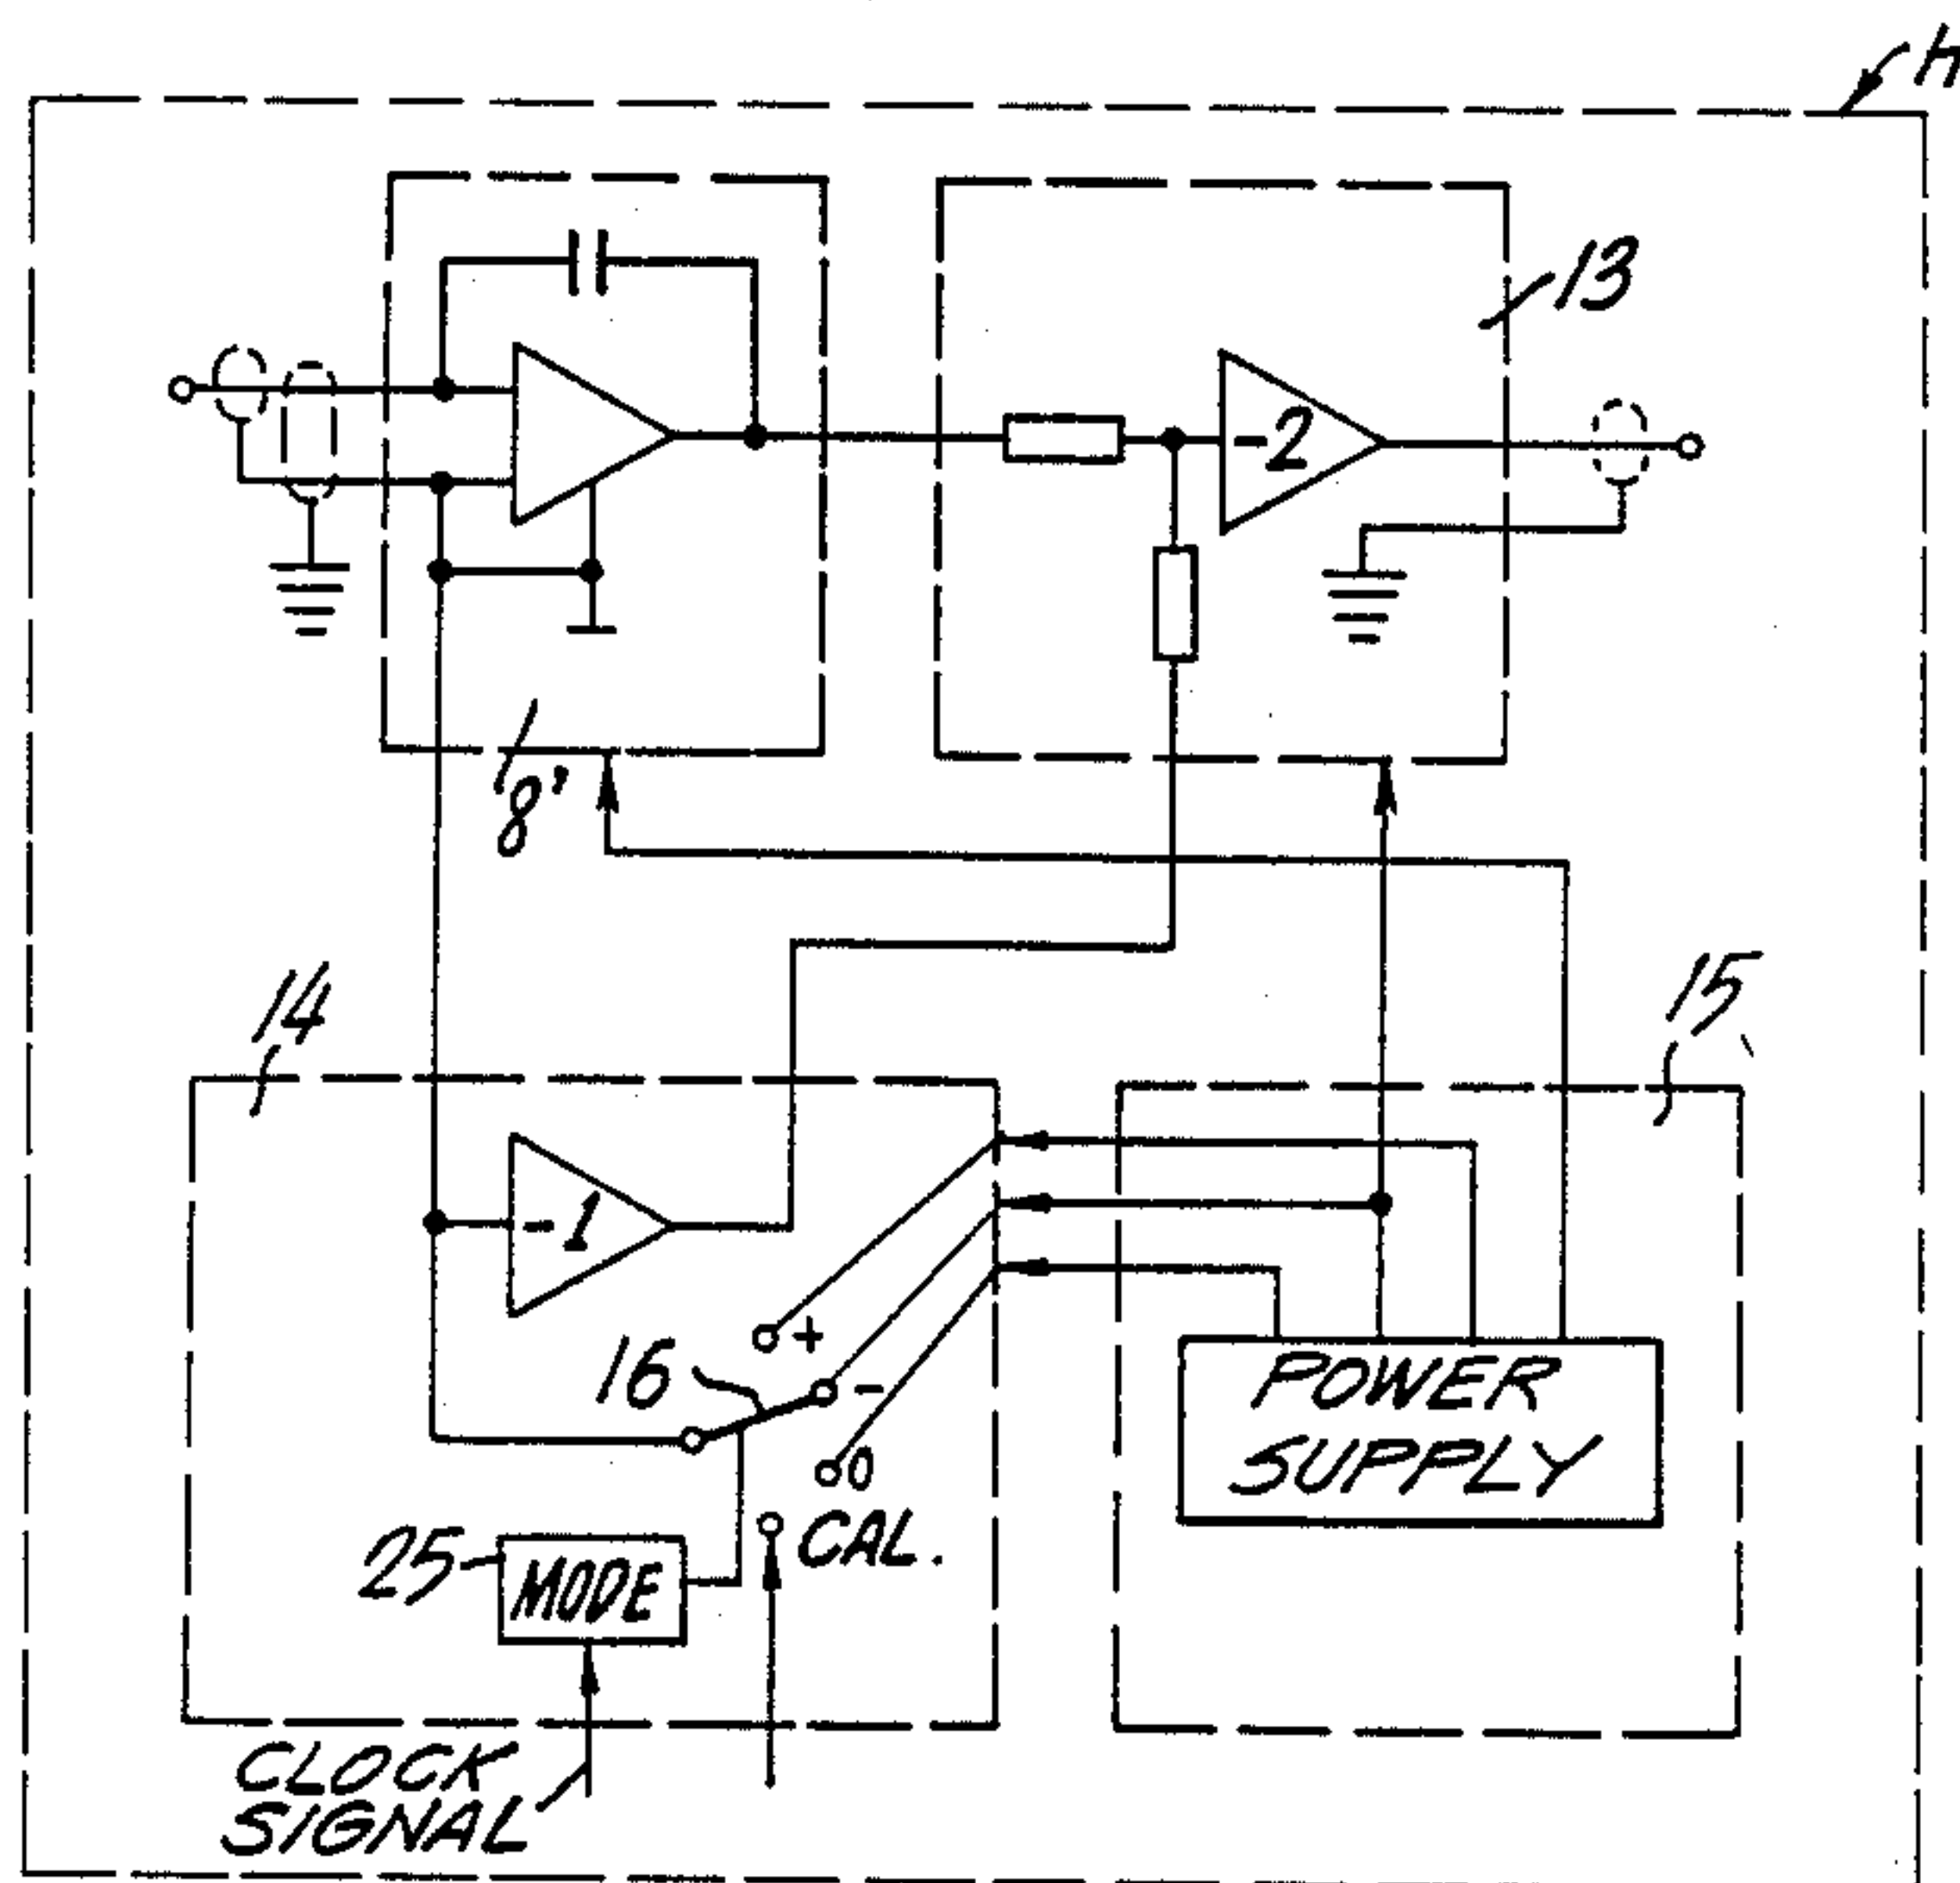 h
13
-2
8'
14
15
-1
+
16
-
0
POWER
SUPPLY
25
MODE
CAL.
CLOCK
SIGNAL